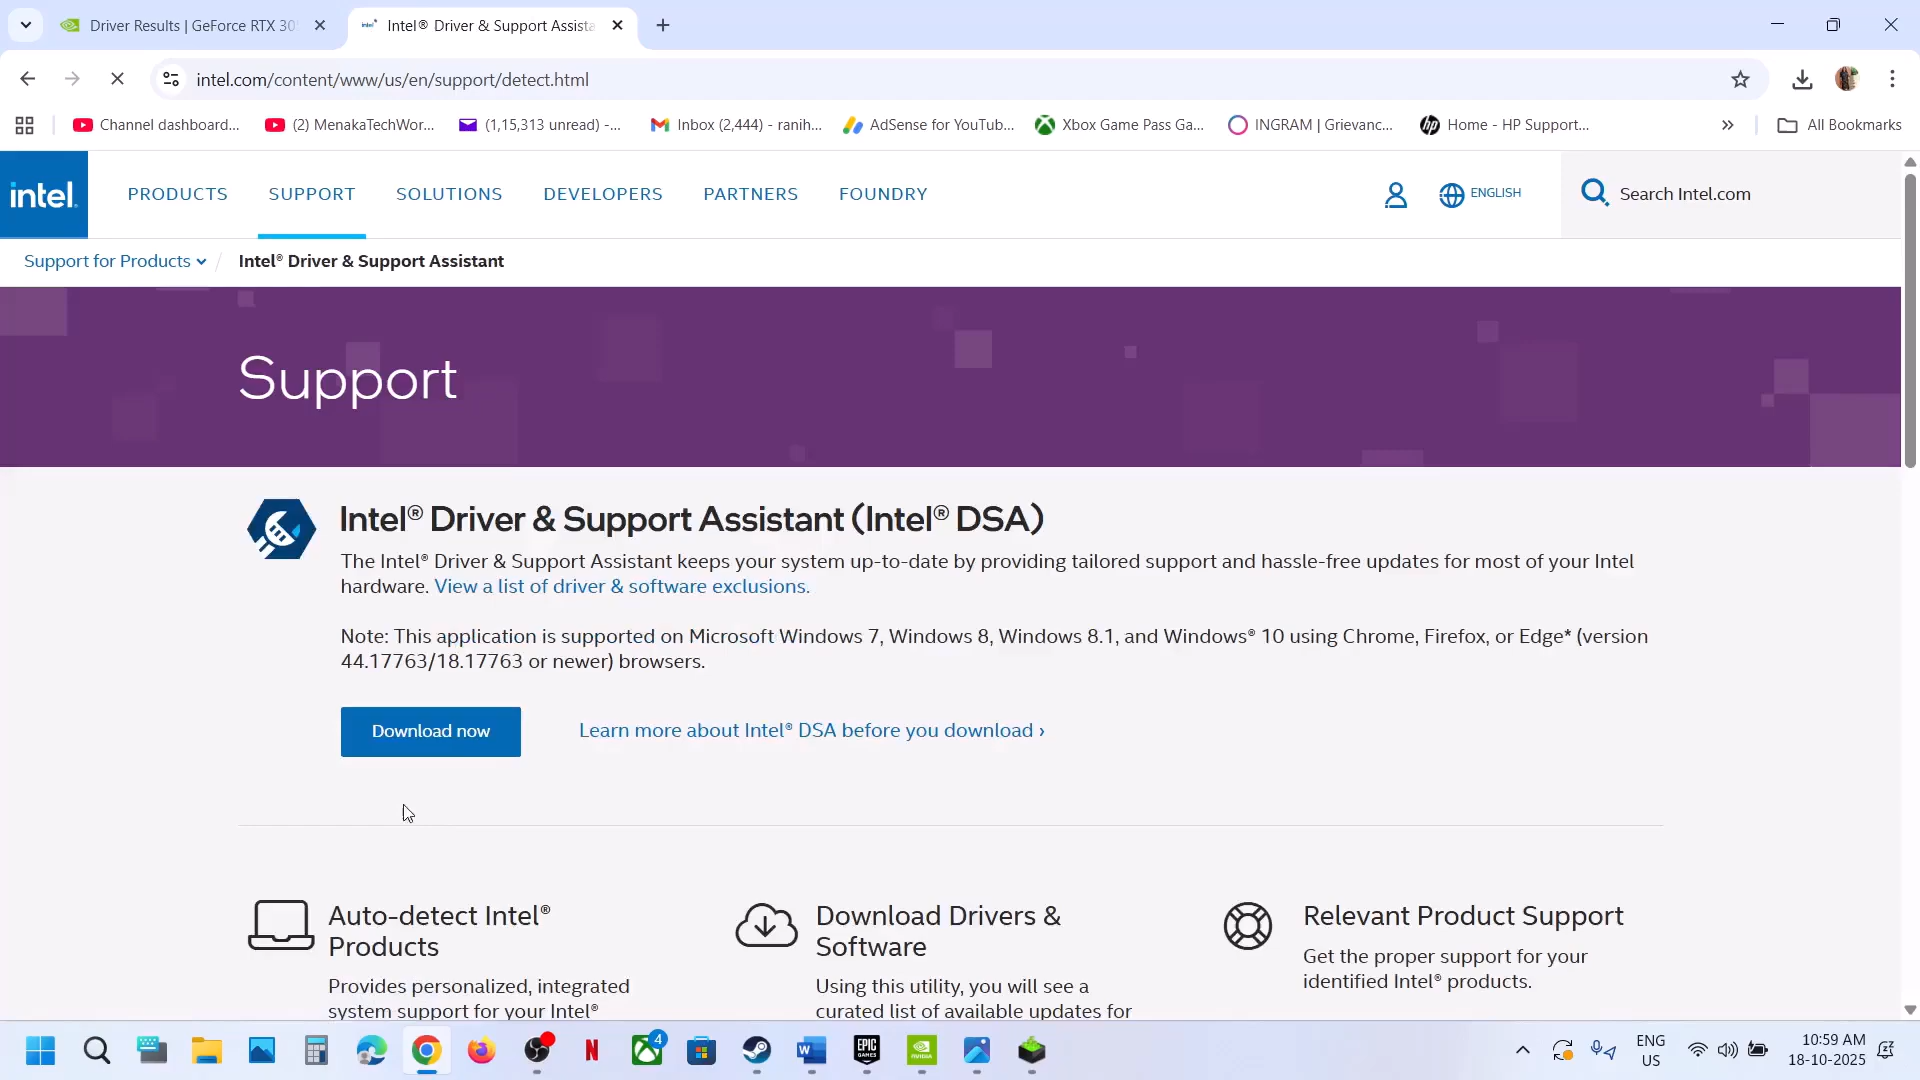 Driver Results | GeForce RTX 305
Intel® Driver & Support Assista
intel.com/content/www/us/en/support/detect.html
Channel dashboard...
(2) MenakaTechWor...
(1,15,313 unread) -...
Inbox (2,444) - ranih...
AdSense for YouTub...
Xbox Game Pass Ga...
INGRAM | Grievanc...
Home - HP Support...
All Bookmarks
intel.
PRODUCTS
SUPPORT
SOLUTIONS
DEVELOPERS
PARTNERS
FOUNDRY
ENGLISH
Search Intel.com
Support for Products
/
Intel® Driver & Support Assistant
Support
Intel® Driver & Support Assistant (Intel® DSA)
The Intel® Driver & Support Assistant keeps your system up-to-date by providing tailored support and hassle-free updates for most of your Intel
hardware. View a list of driver & software exclusions.
Note: This application is supported on Microsoft Windows 7, Windows 8, Windows 8.1, and Windows® 10 using Chrome, Firefox, or Edge* (version
44.17763/18.17763 or newer) browsers.
Download now
Learn more about Intel® DSA before you download ›
Auto-detect Intel®
Products
Provides personalized, integrated
system support for your Intel®
Download Drivers &
Software
Using this utility, you will see a
curated list of available updates for
Relevant Product Support
Get the proper support for your
identified Intel® products.
4
ENG
US
10:59 AM
18-10-2025